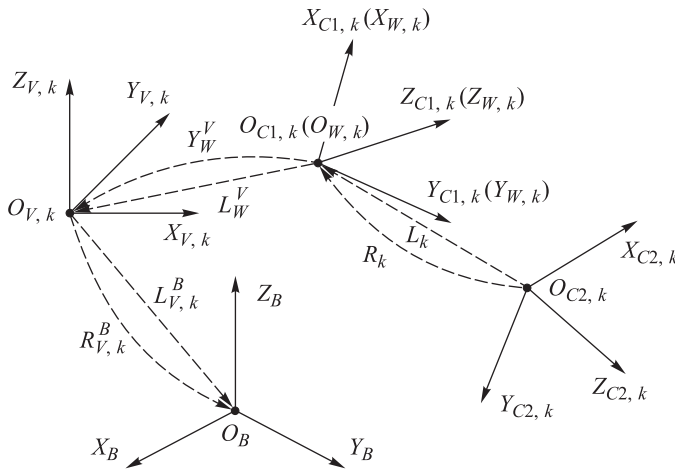 X_{C1, k}(X_{W, k})
Z_{V, k}
Y_{V, k}
Z_{C1, k}(Z_{W, k})
O_{C1, k}(O_{W, k})
Y_W^V
Y_{C1, k}(Y_{W, k})
L_W^V
O_{V, k}
X_{V, k}
L_k
R_k
X_{C2, k}
O_{C2, k}
Z_B
L_{V, k}^B
R_{V, k}^B
Z_{C2, k}
Y_{C2, k}
O_B
X_B
Y_B